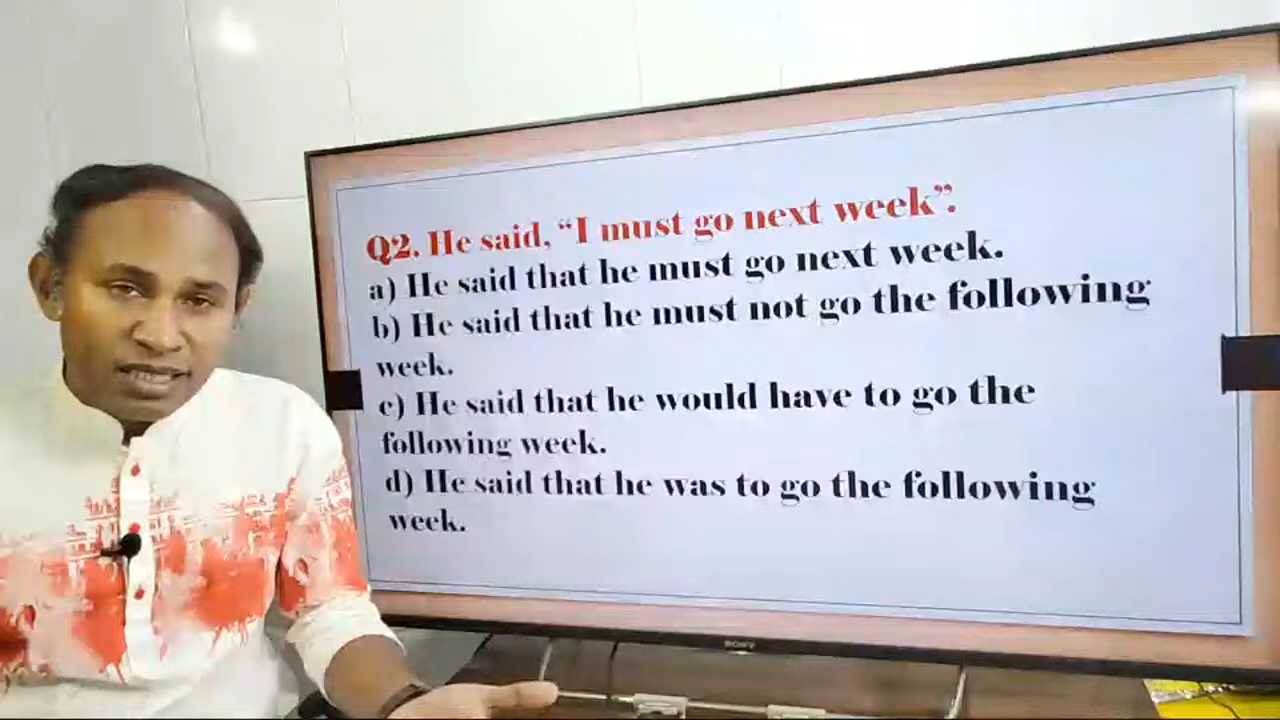 Q2. He said, “I must go next week”.
a) He said that he must go next week.
b) He said that he must not go the following
week.
c) He said that he would have to go the
following week.
d) He said that he was to go the following
week.
SONY